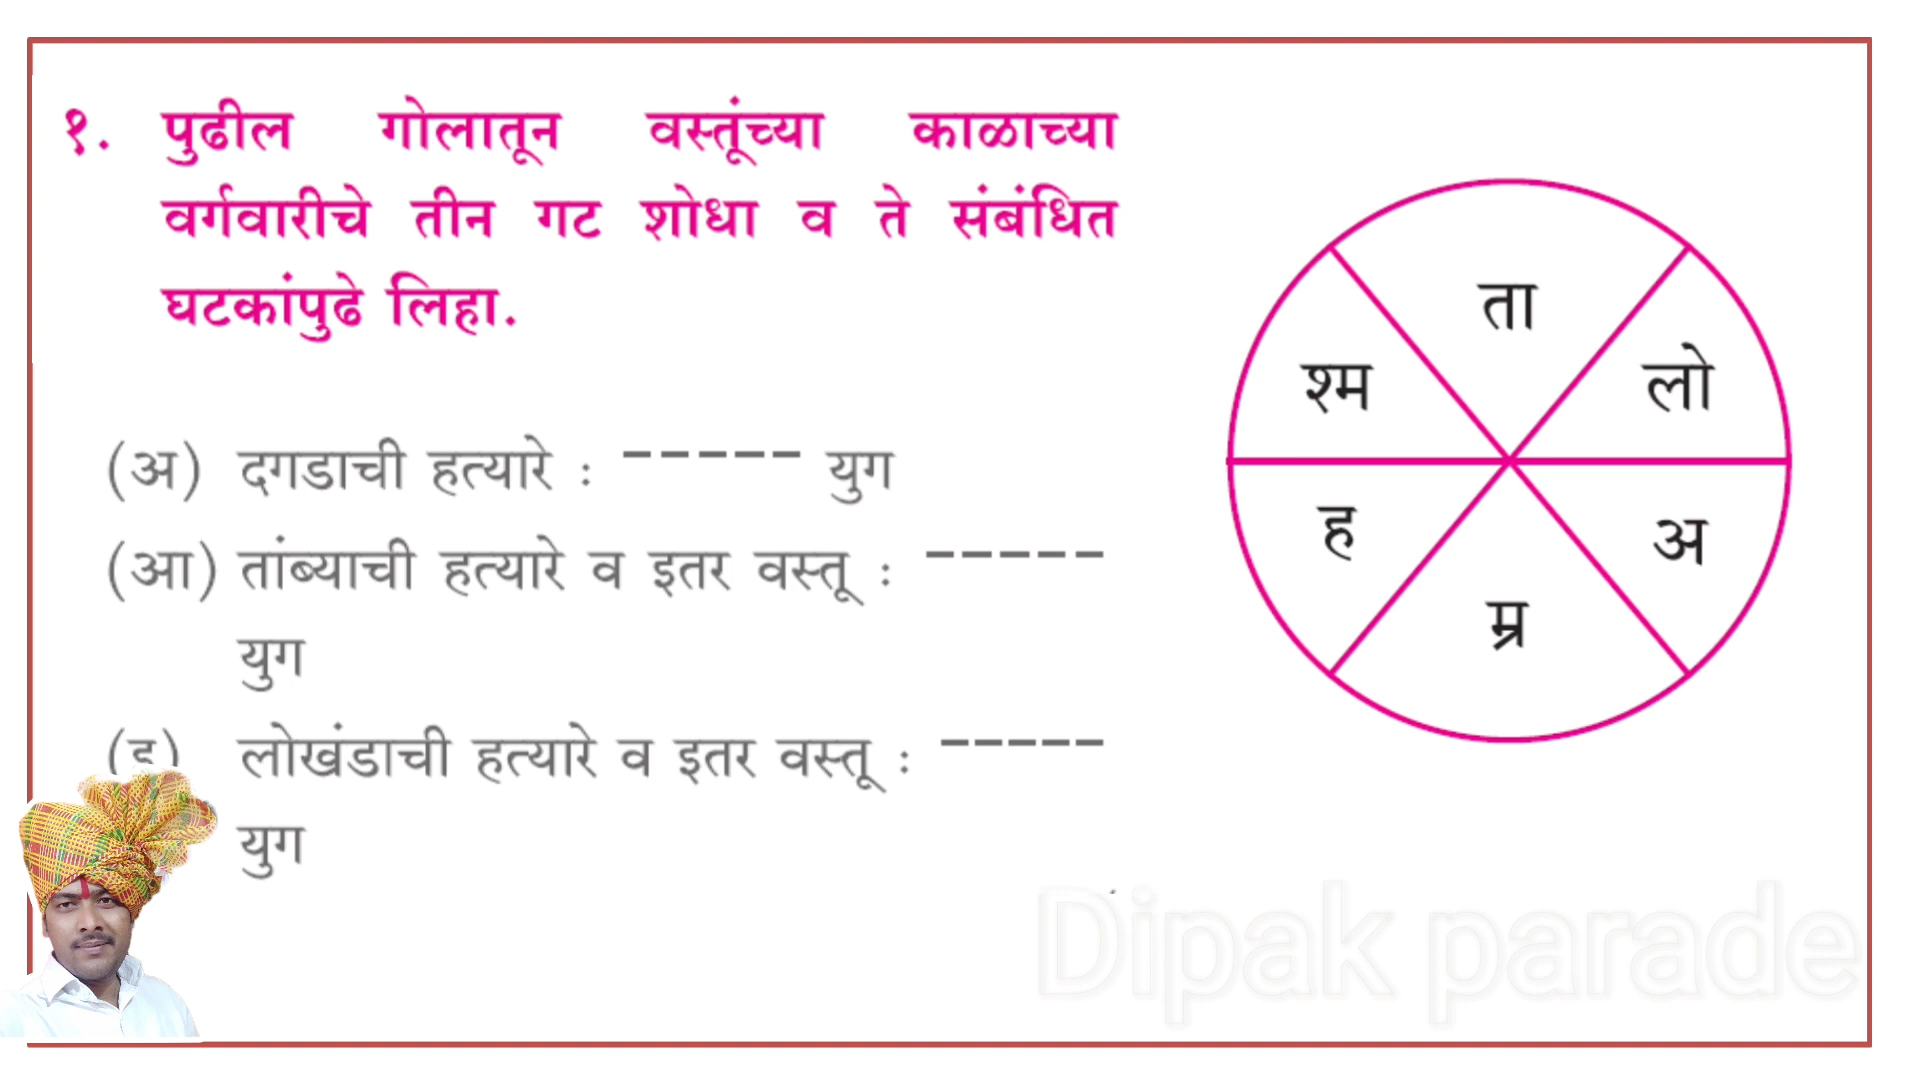 १. पुढील गोलातून वस्तूंच्या काळाच्या
वर्गवारीचे तीन गट शोधा व ते संबंधित
घटकांपुढे लिहा.
(अ) दगडाची हत्यारे : ----- युग
(आ) तांब्याची हत्यारे व इतर वस्तू : -----
युग
(इ) लोखंडाची हत्यारे व इतर वस्तू : -----
युग
ता
लो
श्म
ह
अ
म्र
Dipak parade